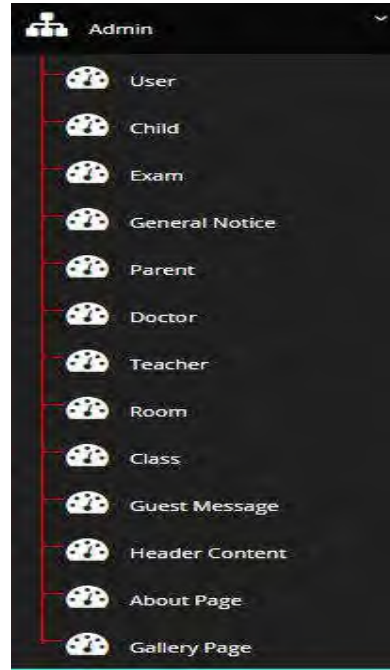 Admin
User
Child
Exam
General Notice
Parent
Doctor
Teacher
Room
Class
Guest Message
Header Content
About Page
Gallery Page